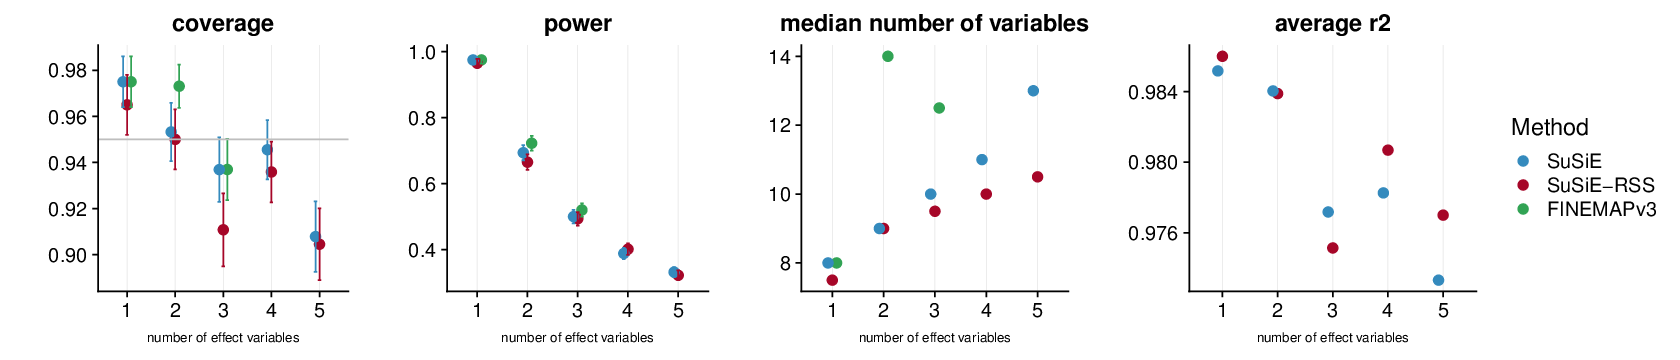 coverage
0.98
0.96
0.94
0.92
0.90
1 2 3 4 5
number of effect variables
power
1.0
0.8
0.6
0.4
1 2 3 4 5
number of effect variables
median number of variables
14
12
10
8
1 2 3 4 5
number of effect variables
average r2
0.984
0.980
0.976
1 2 3 4 5
number of effect variables
Method
SuSiE
SuSiE−RSS
FINEMAPv3